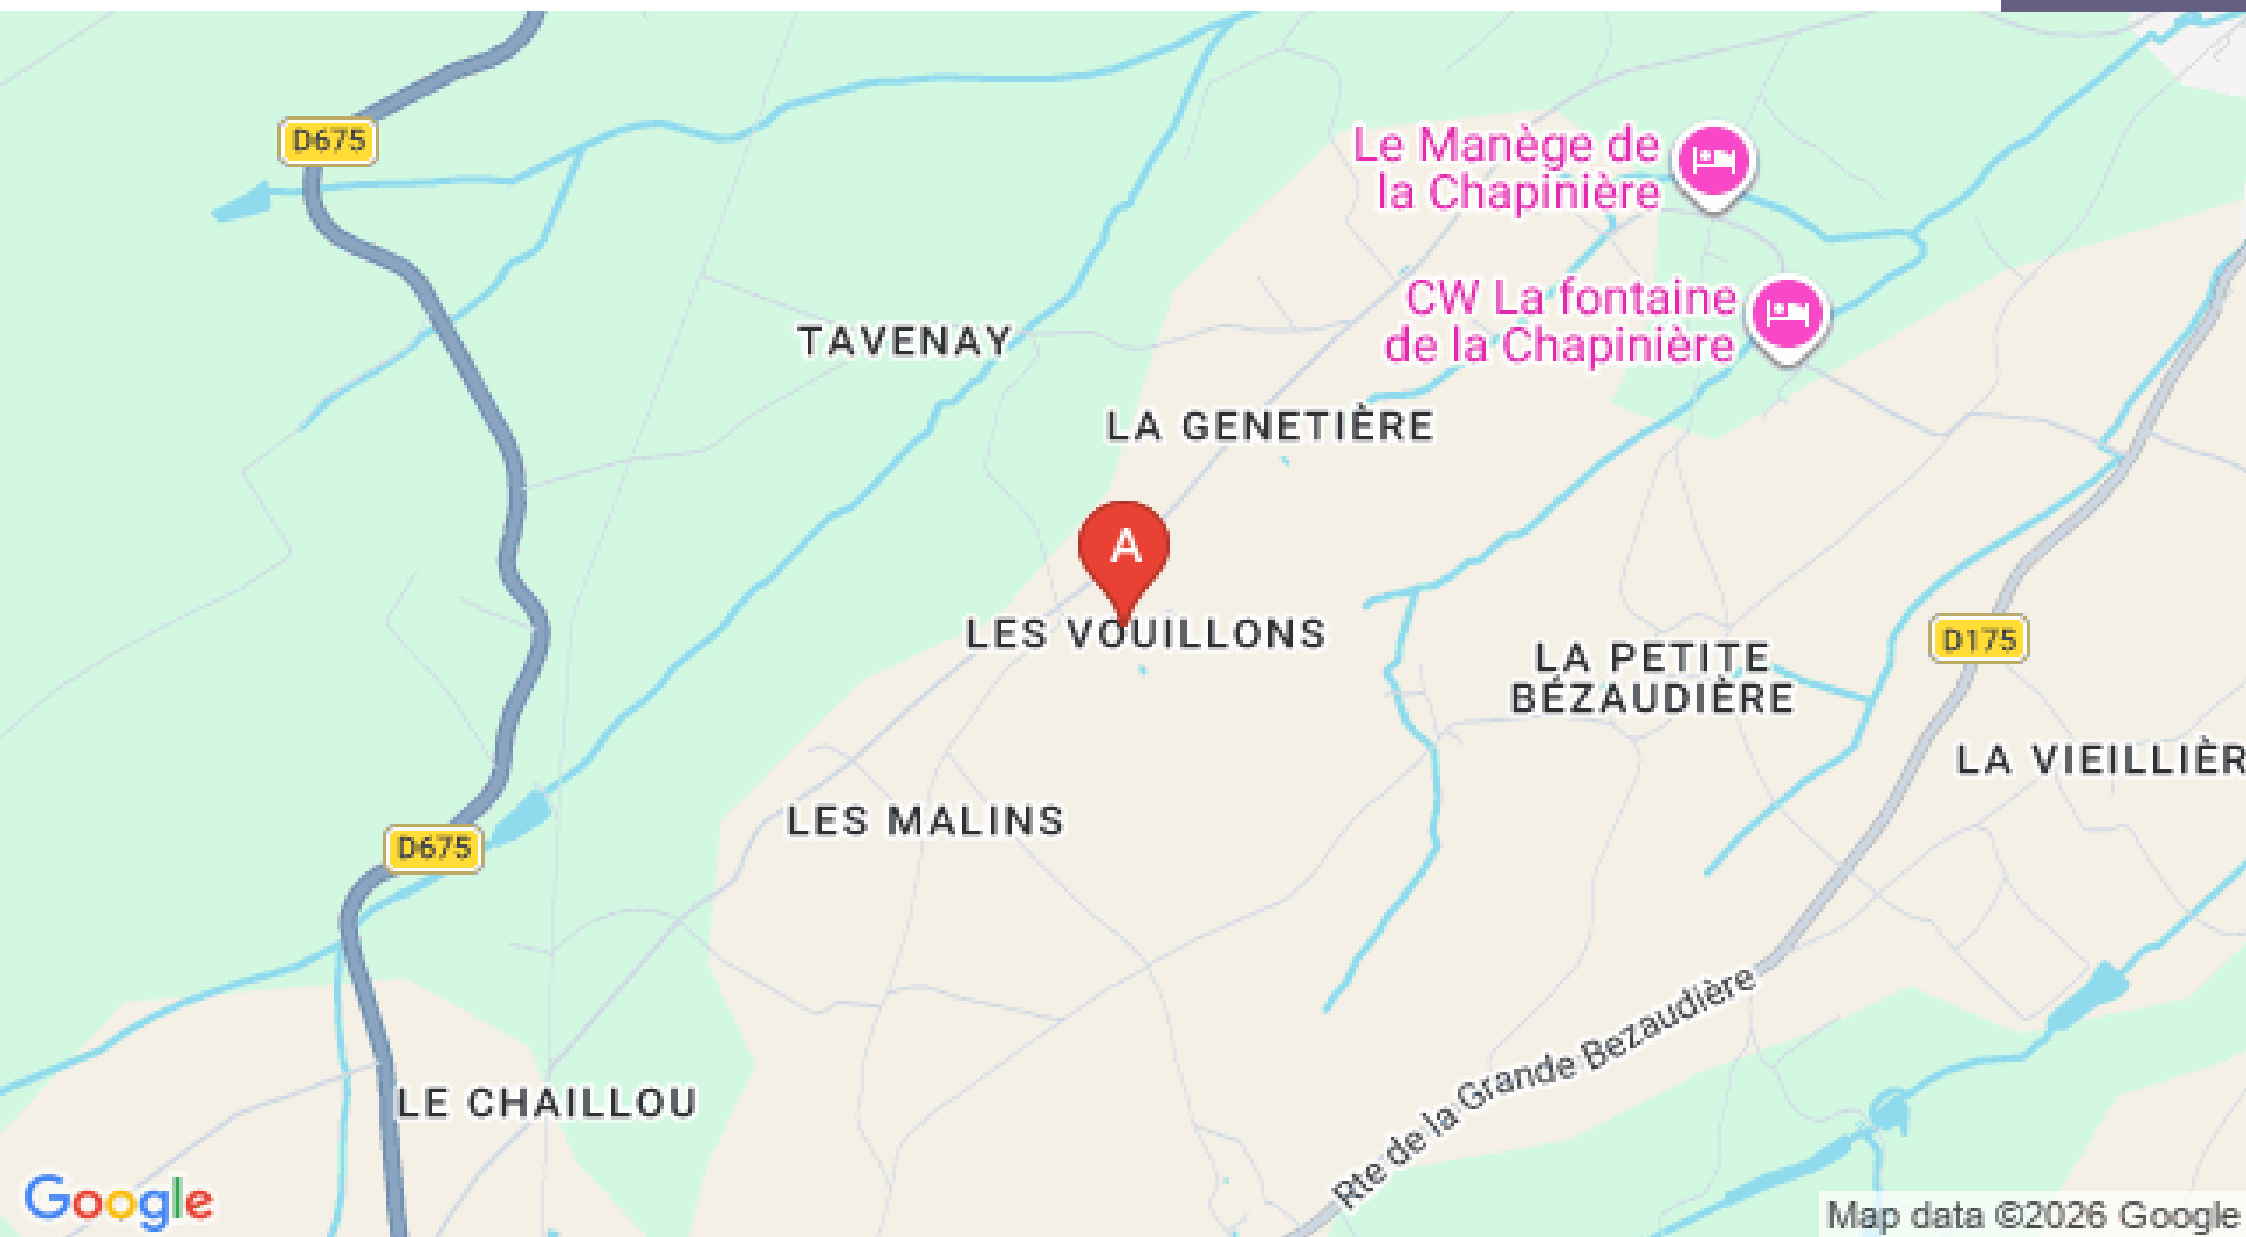 D675
Le Manège de
la Chapinière
CW La fontaine
de la Chapinière
TAVENAY
LA GENETIÈRE
A
LES VOUILLONS
D175
LA PETITE
BÉZAUDIÈRE
LA VIEILLIÈR
LES MALINS
D675
Rte de la Grande Bezaudière
LE CHAILLOU
Google
Map data ©2026 Google